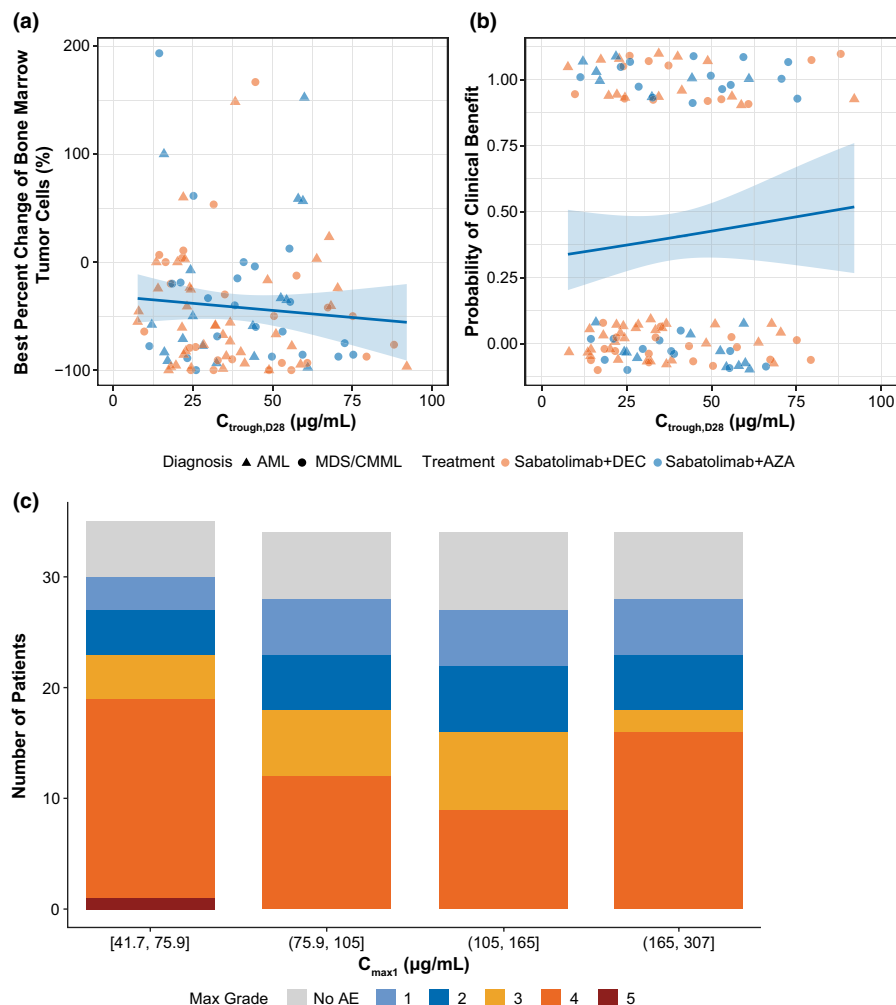 (a)
Best Percent Change of Bone Marrow
Tumor Cells (%)
200
100
0
−100
0 25 50 75 100
Ctrough,D28 (µg/mL)
(b)
Probability of Clinical Benefit
1.00
0.75
0.50
0.25
0.00
0 25 50 75 100
Ctrough,D28 (µg/mL)
Diagnosis AML MDS/CMML Treatment Sabatolimab+DEC Sabatolimab+AZA
(c)
Number of Patients
30
20
10
0
[41.7, 75.9] (75.9, 105] (105, 165] (165, 307]
Cmax1 (µg/mL)
Max Grade No AE 1 2 3 4 5